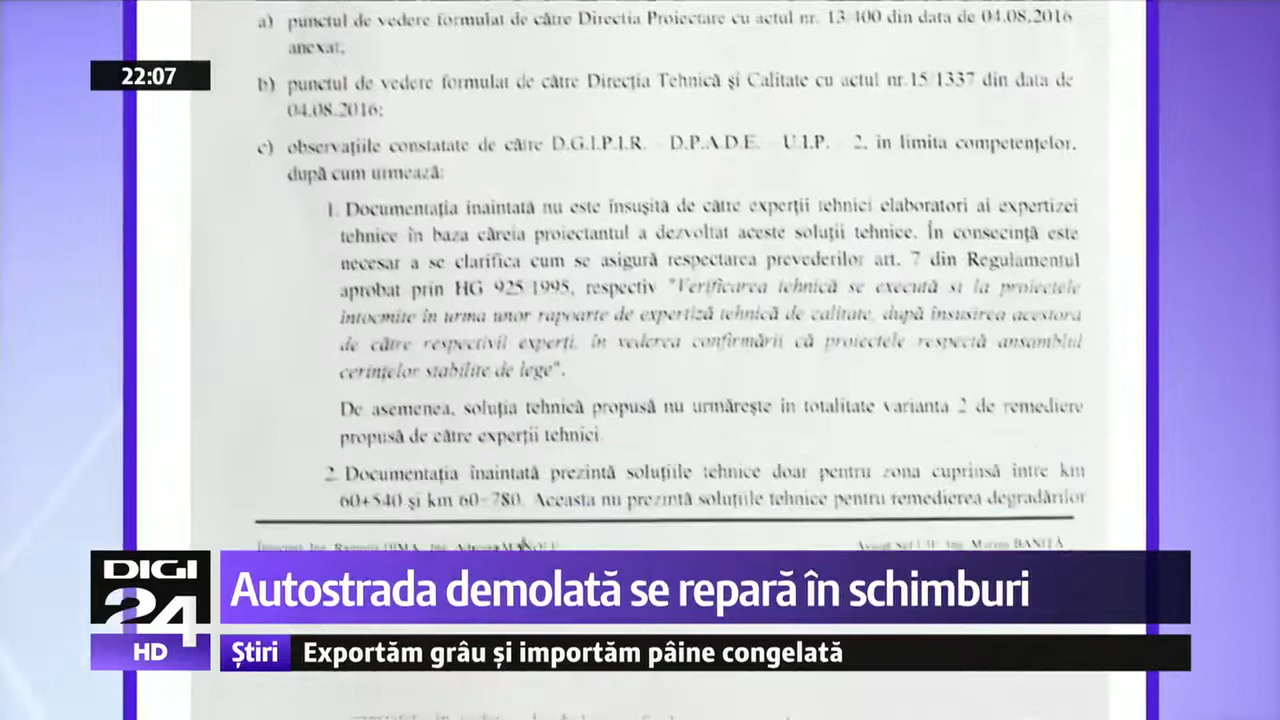 a) punctul de vedere formulat de către Direcția Proiectare cu actul nr. 13/400 din data de 04.08.2016
anexat;
22:07
b) punctul de vedere formulat de către Direcția Tehnică și Calitate cu actul nr.15/1337 din data de
04.08.2016;
c) observațiile constatate de către D.G.I.P.I.R. - D.P.A.D.E. - U.I.P. - 2, în limita competențelor,
după cum urmează:
1. Documentația înaintată nu este însușită de către experții tehnici elaboratori ai expertizei
tehnice în baza căreia proiectantul a dezvoltat aceste soluții tehnice. În consecință este
necesar a se clarifica cum se asigură respectarea prevederilor art. 7 din Regulamentul
aprobat prin HG 925/1995, respectiv "Verificarea tehnică se execută și la proiectele
întocmite în urma unor rapoarte de expertiză tehnică de calitate, după însușirea acestora
de către respectivii experți, în vederea confirmării că proiectele respectă ansamblul
cerințelor stabilite de lege".
De asemenea, soluția tehnică propusă nu urmărește în totalitate varianta 2 de remediere
propusă de către experții tehnici.
2. Documentația înaintată prezintă soluțiile tehnice doar pentru zona cuprinsă între km
60+540 și km 60+780. Aceasta nu prezintă soluțiile tehnice pentru remedierea degradărilor
DIGI
24
HD
Autostrada demolată se repară în schimburi
Știri Exportăm grâu și importăm pâine congelată